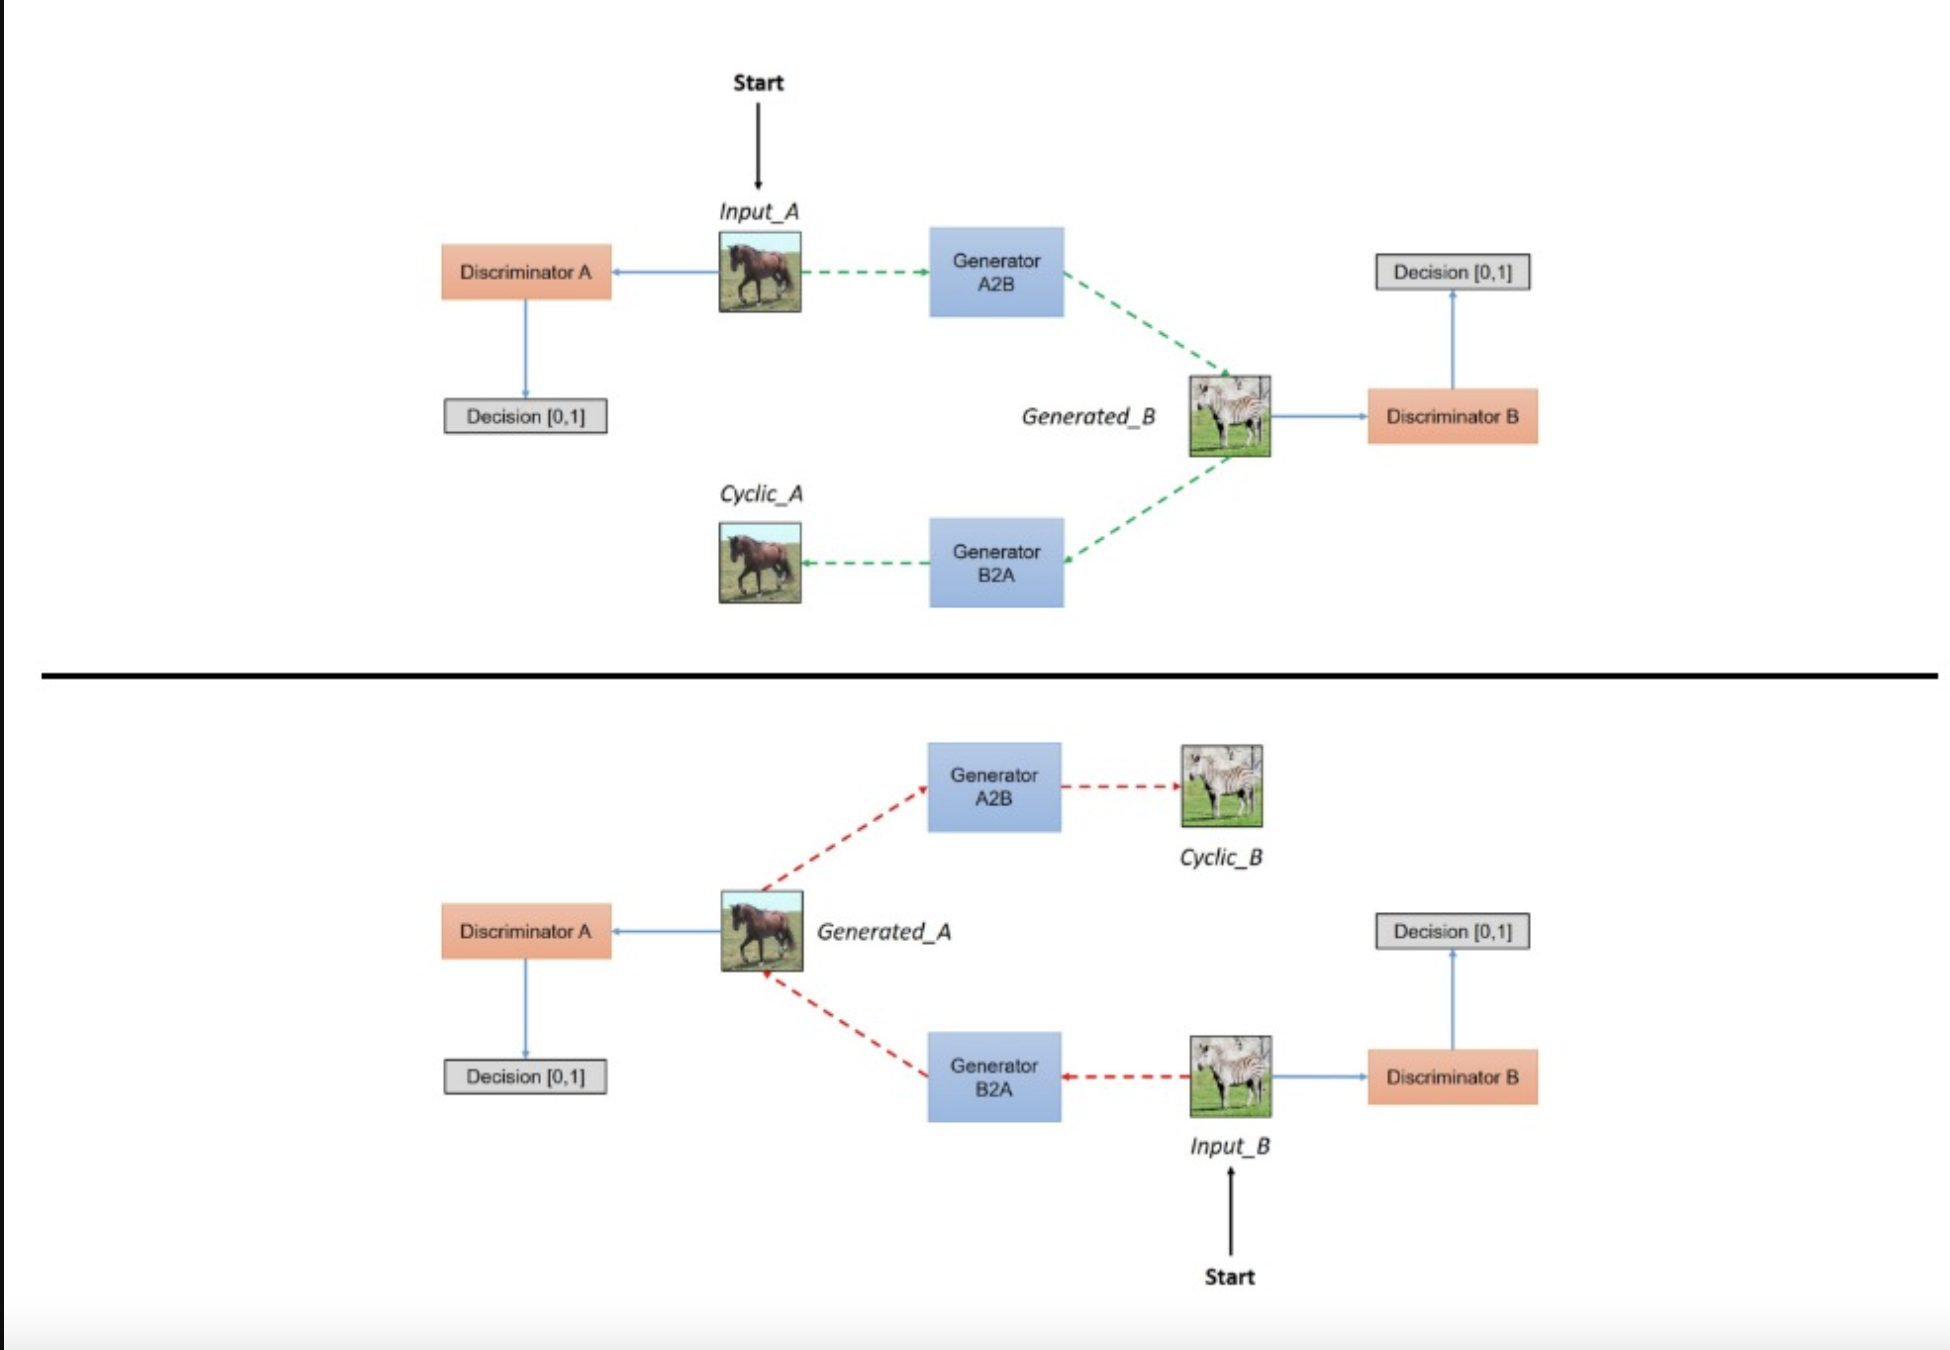 Start
Input_A
Discriminator A
Generator
A2B
Decision [0,1]
Decision [0,1]
Generated_B
Discriminator B
Cyclic_A
Generator
B2A
Generator
A2B
Cyclic_B
Discriminator A
Generated_A
Decision [0,1]
Decision [0,1]
Generator
B2A
Discriminator B
Input_B
Start